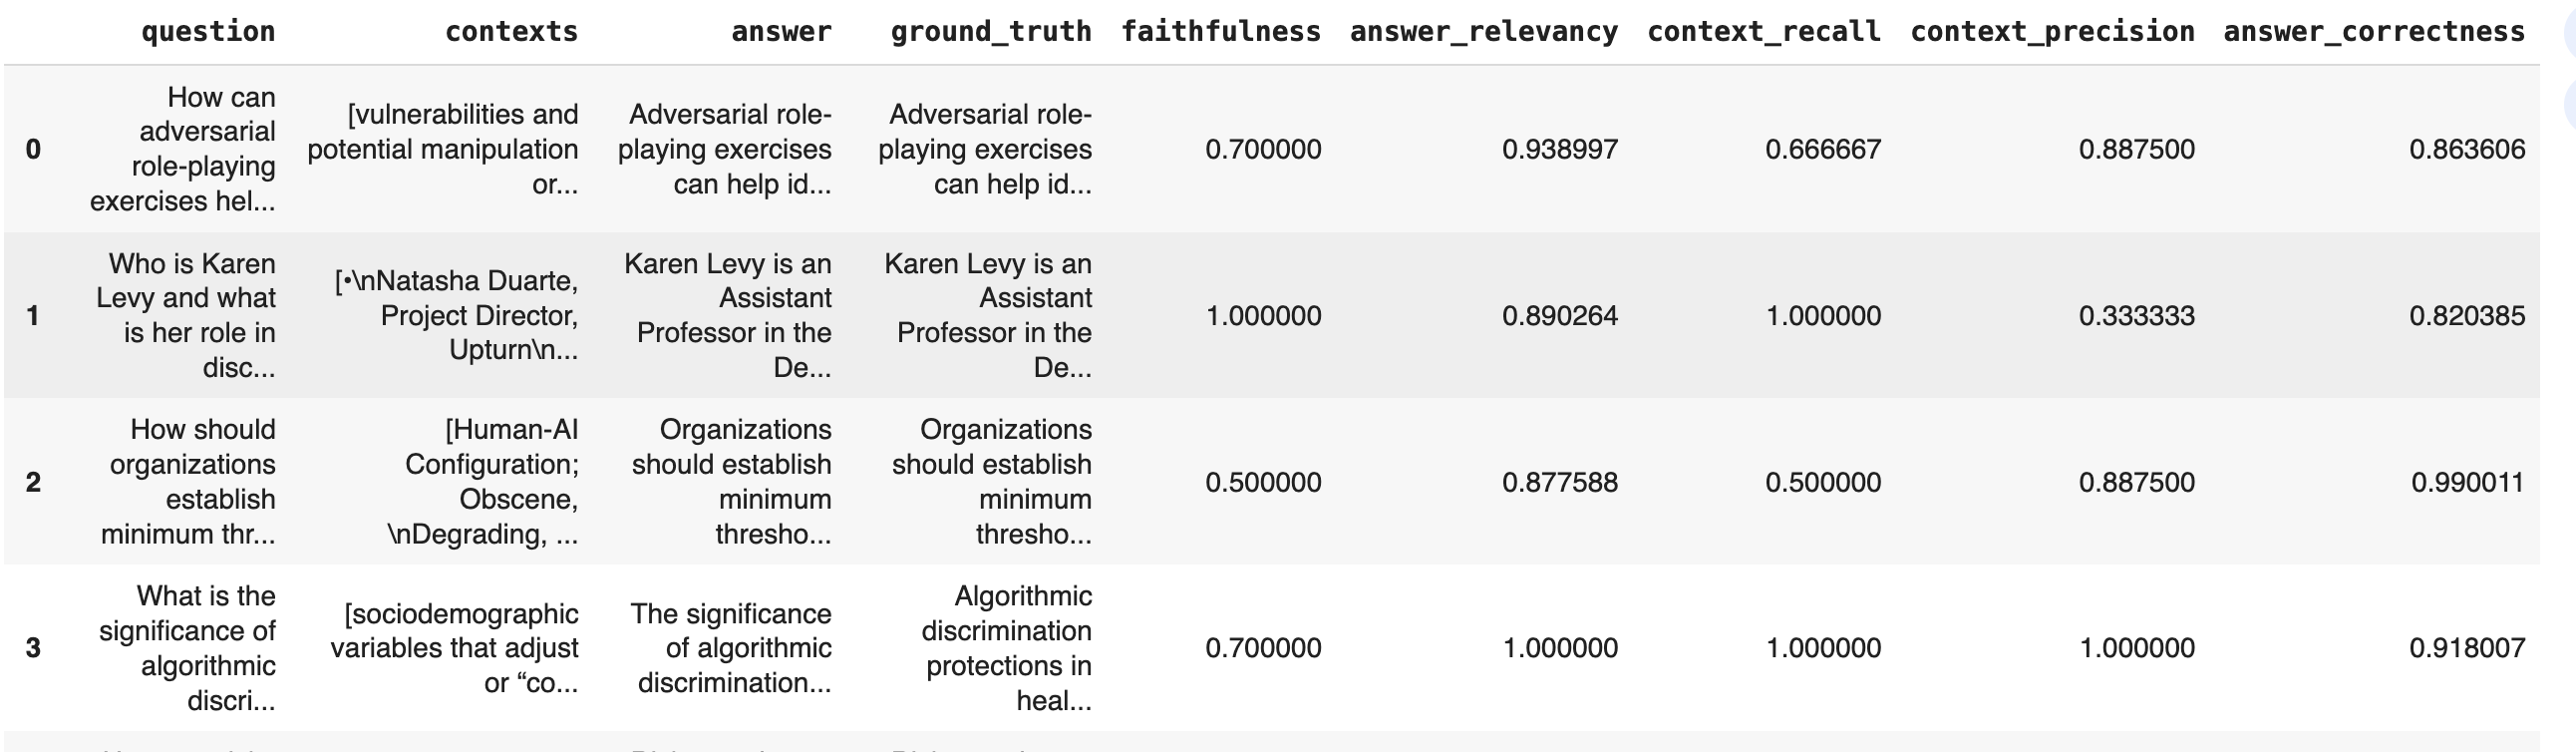 question contexts answer ground_truth faithfulness answer_relevancy context_recall context_precision answer_correctness
0
How can
adversarial
role-playing
exercises hel...
[vulnerabilities and
potential manipulation
or...
Adversarial role-
playing exercises
can help id...
Adversarial role-
playing exercises
can help id...
0.700000 0.938997 0.666667 0.887500 0.863606
1
Who is Karen
Levy and what
is her role in
disc...
[•\nNatasha Duarte,
Project Director,
Upturn\n...
Karen Levy is an
Assistant
Professor in the
De...
Karen Levy is an
Assistant
Professor in the
De...
1.000000 0.890264 1.000000 0.333333 0.820385
2
How should
organizations
establish
minimum thr...
[Human-AI
Configuration;
Obscene,
\nDegrading, ...
Organizations
should establish
minimum
thresho...
Organizations
should establish
minimum
thresho...
0.500000 0.877588 0.500000 0.887500 0.990011
3
What is the
significance of
algorithmic
discri...
[sociodemographic
variables that adjust
or “co...
The significance
of algorithmic
discrimination...
Algorithmic
discrimination
protections in
heal...
0.700000 1.000000 1.000000 1.000000 0.918007